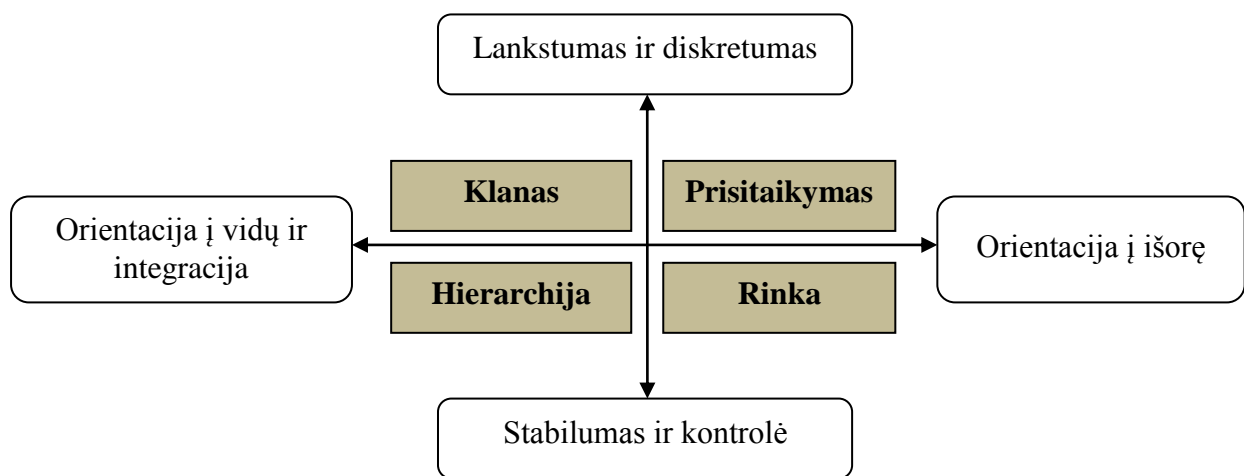 Lankstumas ir diskretumas
Klanas
Prisitaikymas
Orientacija į vidų ir
integracija
Orientacija į išorę
Hierarchija
Rinka
Stabilumas ir kontrolė